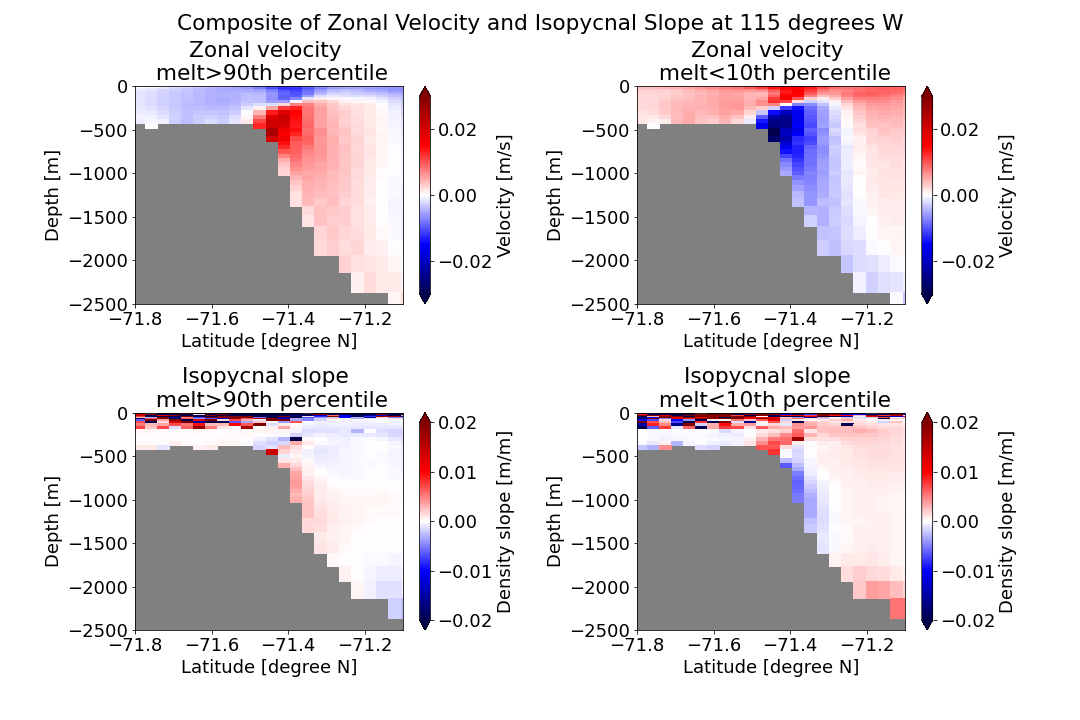 Composite of Zonal Velocity and Isopycnal Slope at 115 degrees W
Zonal velocity
melt>90th percentile
0
−500
−1000
−1500
−2000
−2500
Depth [m]
−71.8
−71.6
−71.4
−71.2
Latitude [degree N]
0.02
0.00
−0.02
Velocity [m/s]
Zonal velocity
melt<10th percentile
0
−500
−1000
−1500
−2000
−2500
Depth [m]
−71.8
−71.6
−71.4
−71.2
Latitude [degree N]
0.02
0.00
−0.02
Velocity [m/s]
Isopycnal slope
melt>90th percentile
0
−500
−1000
−1500
−2000
−2500
Depth [m]
−71.8
−71.6
−71.4
−71.2
Latitude [degree N]
0.02
0.01
0.00
−0.01
−0.02
Density slope [m/m]
Isopycnal slope
melt<10th percentile
0
−500
−1000
−1500
−2000
−2500
Depth [m]
−71.8
−71.6
−71.4
−71.2
Latitude [degree N]
0.02
0.01
0.00
−0.01
−0.02
Density slope [m/m]